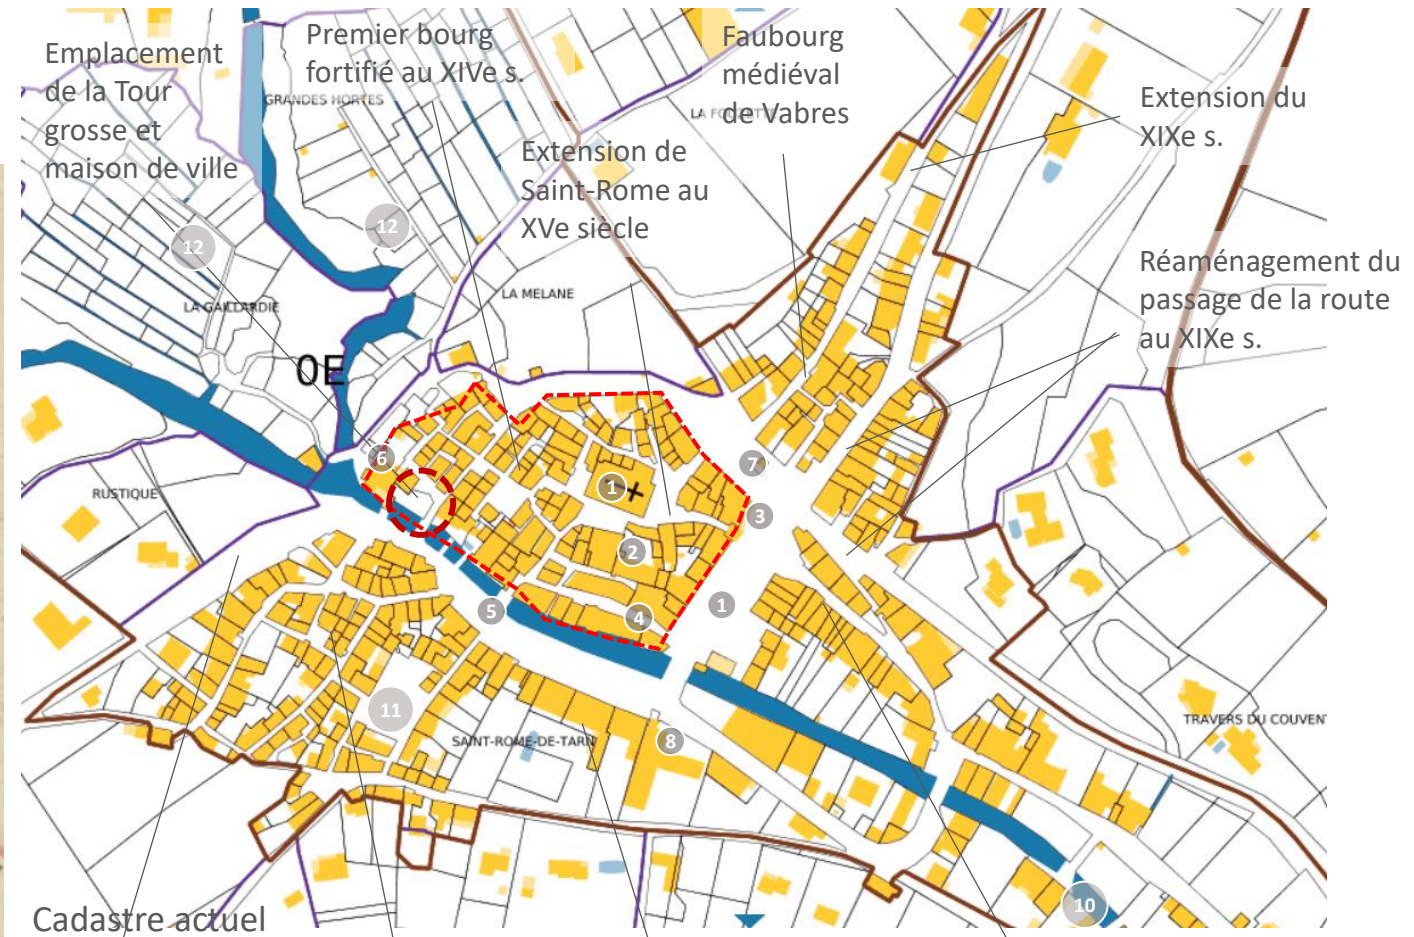 Emplacement
de la Tour
grosse et
maison de ville
Premier bourg
fortifié au XIVe s.
Faubourg
médiéval
de Vabres
Extension du
XIXe s.
GRANDES HORTES
Extension de
Saint-Rome au
XVe siècle
Réaménagement du
passage de la route
au XIXe s.
12
12
LA GAILLARDIE
LA MELANE
0E
6
7
1
3
RUSTIQUE
2
5
4
1
11
8
SAINT-ROME-DE-TARN
TRAVERS DU COUVENT
10
Cadastre actuel